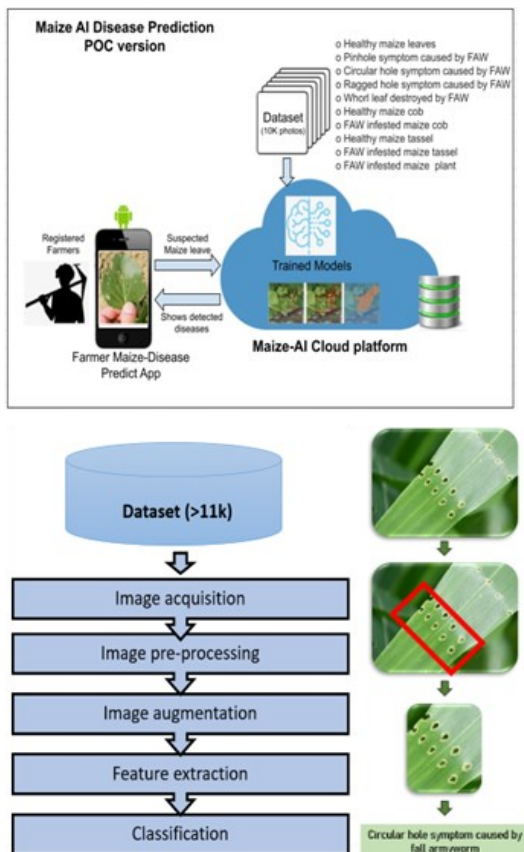 Maize AI Disease Prediction
POC version
o Healthy maize leaves
o Pinhole symptom caused by FAW
o Circular hole symptom caused by FAW
o Ragged hole symptom caused by FAW
o Whorl leaf destroyed by FAW
o Healthy maize cob
o FAW infested maize cob
o Healthy maize tassel
o FAW infested maize tassel
o FAW infested maize plant
Dataset
(10K photos)
Registered
Farmers
Suspected
Maize leave
Trained Models
Shows detected
diseases
Farmer Maize-Disease
Predict App
Maize-AI Cloud platform
Dataset (>11k)
Image acquisition
Image pre-processing
Image augmentation
Feature extraction
Classification
Circular hole symptom caused by
fall armyworm